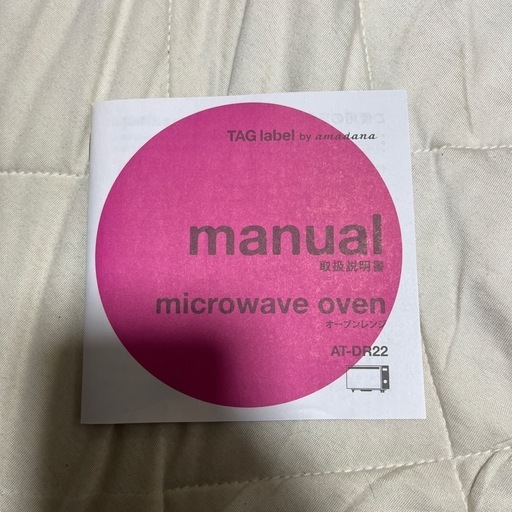 TAG label by amadana
manual
取扱説明書
microwave oven
オーブンレンジ
AT-DR22